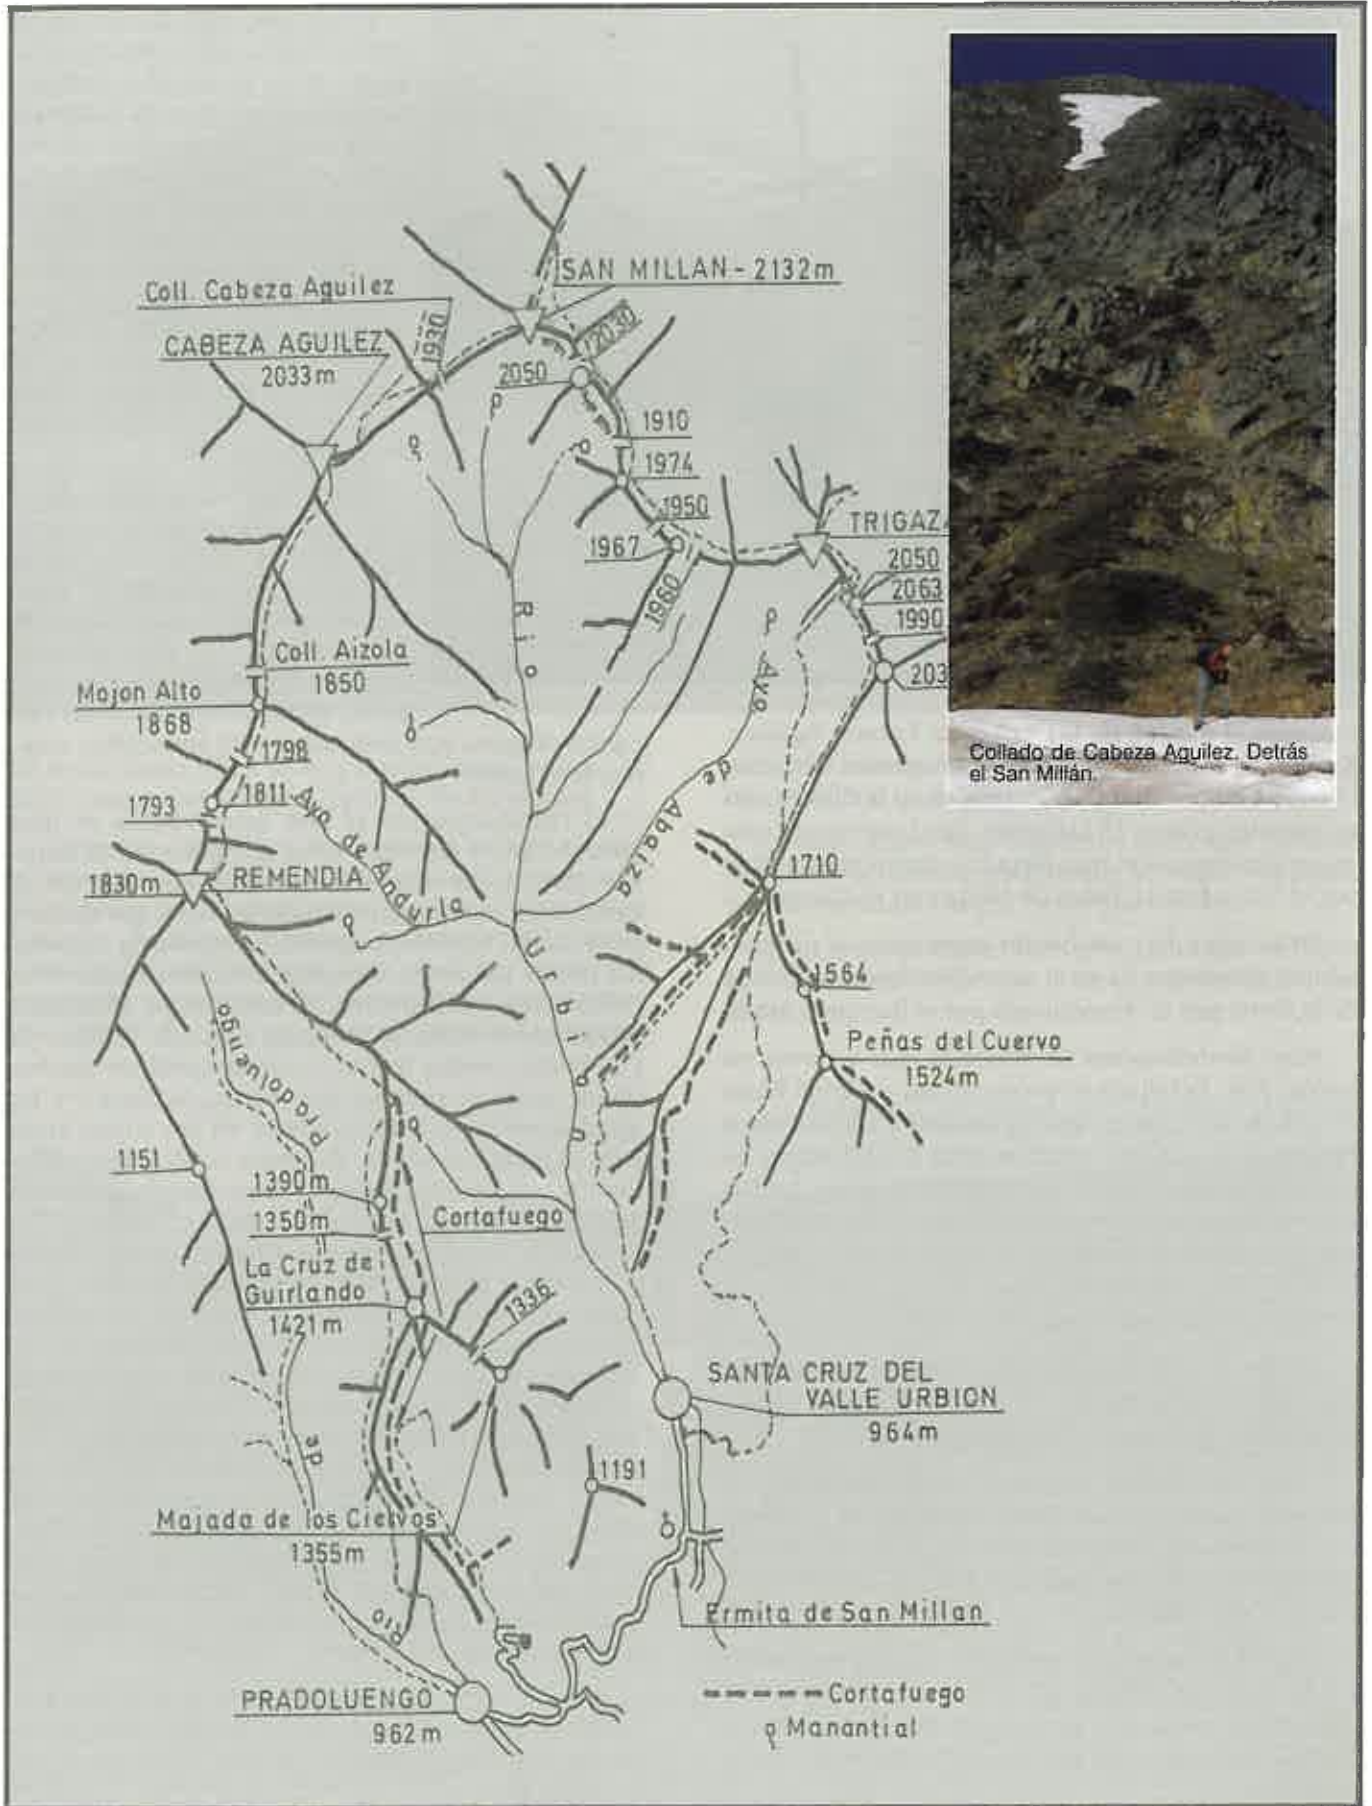 SAN MILLAN - 2132m
Coll. Cabeza Aguilez
1930
CABEZA AGUILEZ
2033m
2030
2050
1910
1974
1950
1967
1960
TRIGAZ
2050
2063
1990
203
Río
Coll. Aizola
1850
Mojon Alto
1868
1798
1811
Ayo de Andurla
1793
REMENDIA
1830m
Ayo de Abaiza
1710
Urbion
1564
Peñas del Cuervo
1524m
Pradoluengo
1151
1390m
1350m
Cortafuego
La Cruz de
Guirlando
1421m
1336
SANTA CRUZ DEL
VALLE URBION
964m
de
1191
Majada de los Ciervos
1355m
Ermita de San Millan
Río
PRADOLUENGO
962m
Cortafuego
Manantial
Collado de Cabeza Aguilez. Detrás
el San Millán.